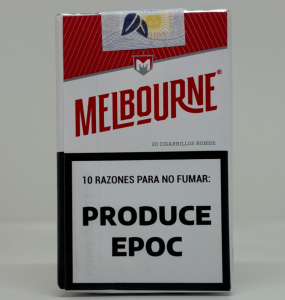 M
MELBOURNE®
20 CIGARRILLOS RUBIOS
10 RAZONES PARA NO FUMAR:
PRODUCE
EPOC